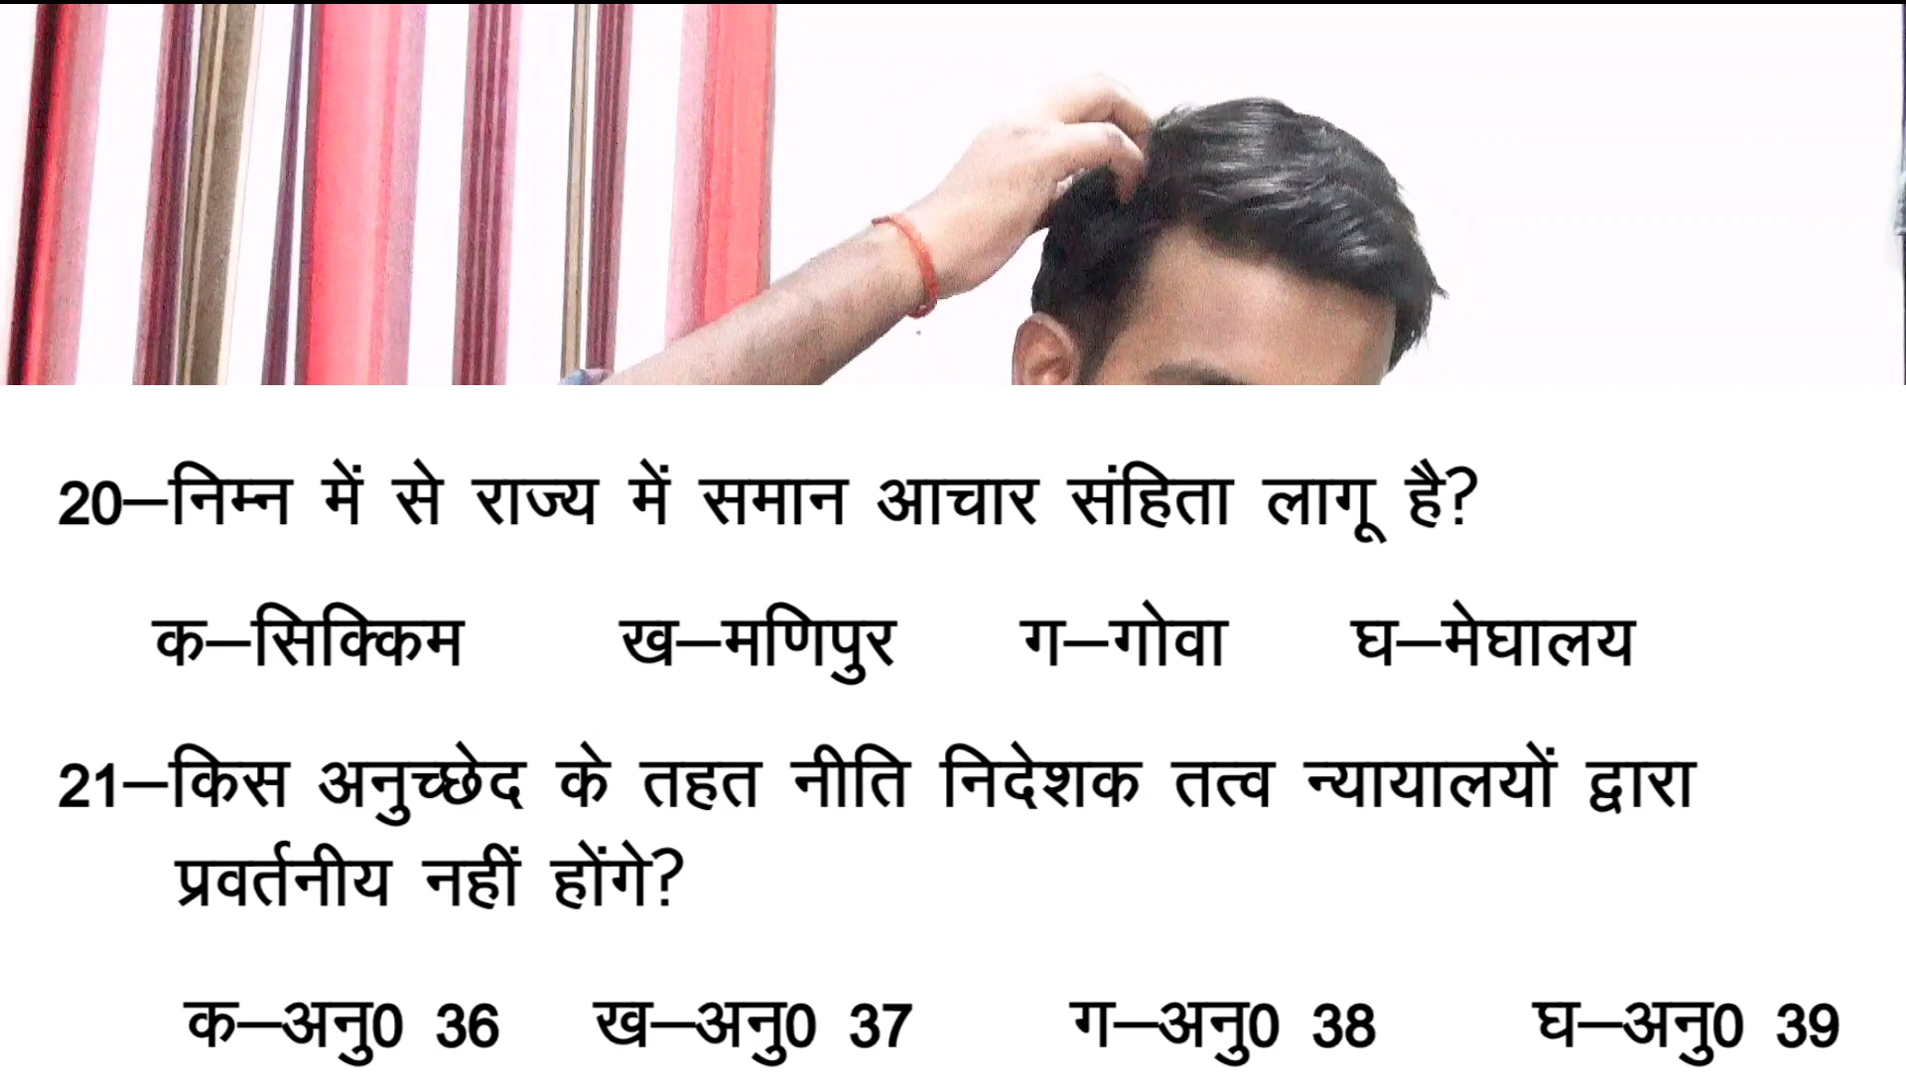 20–निम्न में से राज्य में समान आचार संहिता लागू है?
क–सिक्किम ख–मणिपुर ग–गोवा घ–मेघालय
21–किस अनुच्छेद के तहत नीति निदेशक तत्व न्यायालयों द्वारा
प्रवर्तनीय नहीं होंगे?
क–अनु0 36 ख–अनु0 37 ग–अनु0 38 घ–अनु0 39